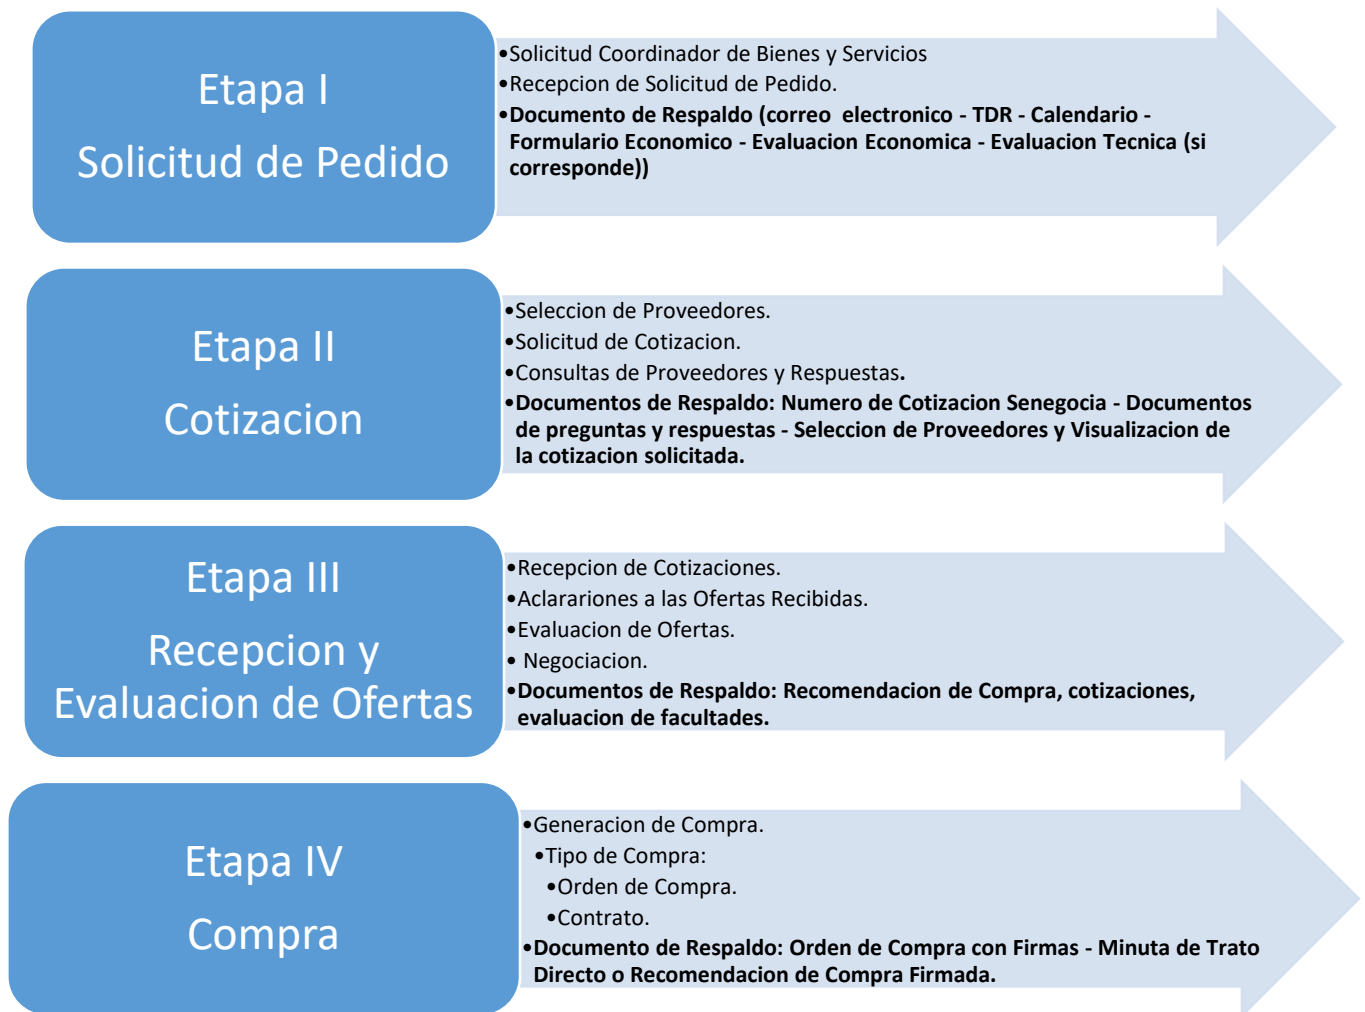 Etapa I
Solicitud de Pedido
•Solicitud Coordinador de Bienes y Servicios
•Recepcion de Solicitud de Pedido.
•Documento de Respaldo (correo electronico - TDR - Calendario -
Formulario Economico - Evaluacion Economica - Evaluacion Tecnica (si
corresponde))
Etapa II
Cotizacion
•Seleccion de Proveedores.
•Solicitud de Cotizacion.
•Consultas de Proveedores y Respuestas.
•Documentos de Respaldo: Numero de Cotizacion Senegocia - Documentos
de preguntas y respuestas - Seleccion de Proveedores y Visualizacion de
la cotizacion solicitada.
Etapa III
Recepcion y
Evaluacion de Ofertas
•Recepcion de Cotizaciones.
•Aclarariones a las Ofertas Recibidas.
•Evaluacion de Ofertas.
• Negociacion.
•Documentos de Respaldo: Recomendacion de Compra, cotizaciones,
evaluacion de facultades.
Etapa IV
Compra
•Generacion de Compra.
•Tipo de Compra:
•Orden de Compra.
•Contrato.
•Documento de Respaldo: Orden de Compra con Firmas - Minuta de Trato
Directo o Recomendacion de Compra Firmada.